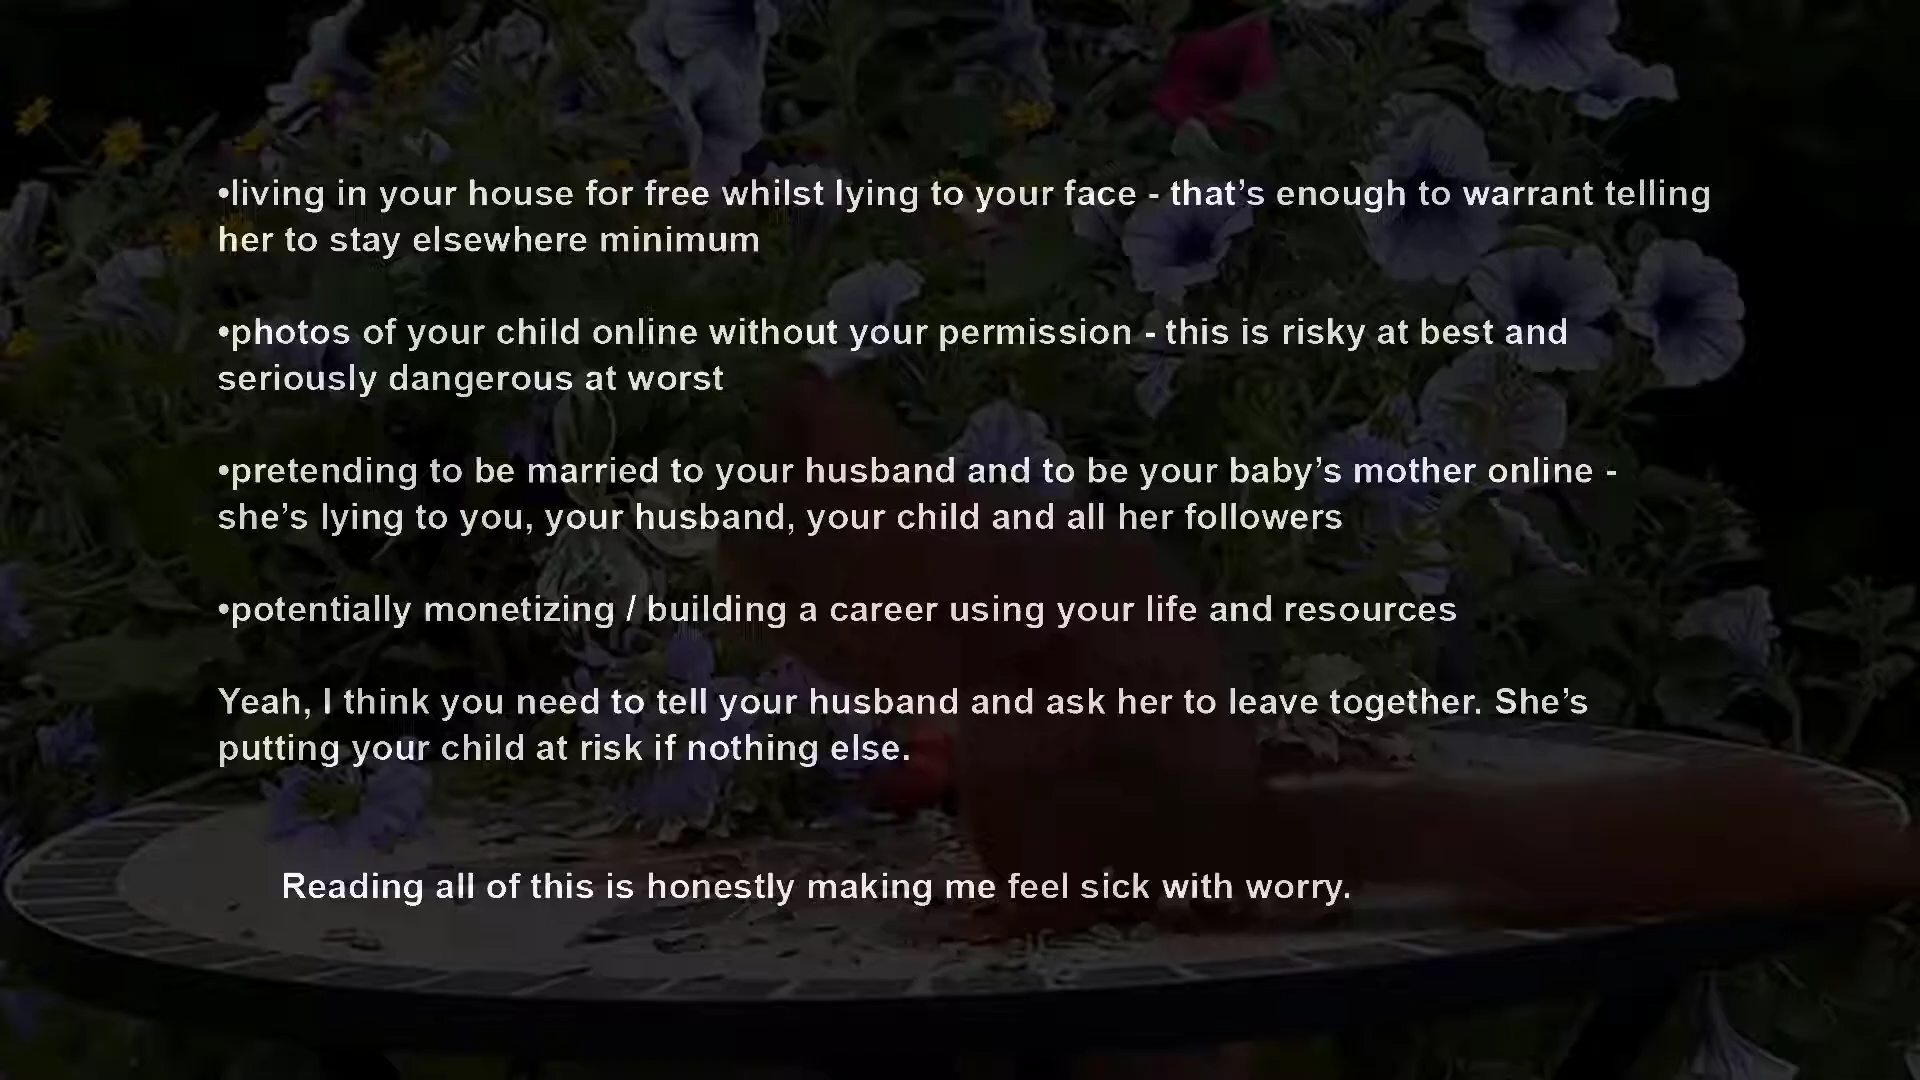 •living in your house for free whilst lying to your face - that’s enough to warrant telling
her to stay elsewhere minimum
•photos of your child online without your permission - this is risky at best and
seriously dangerous at worst
•pretending to be married to your husband and to be your baby’s mother online -
she’s lying to you, your husband, your child and all her followers
•potentially monetizing / building a career using your life and resources
Yeah, I think you need to tell your husband and ask her to leave together. She’s
putting your child at risk if nothing else.
Reading all of this is honestly making me feel sick with worry.